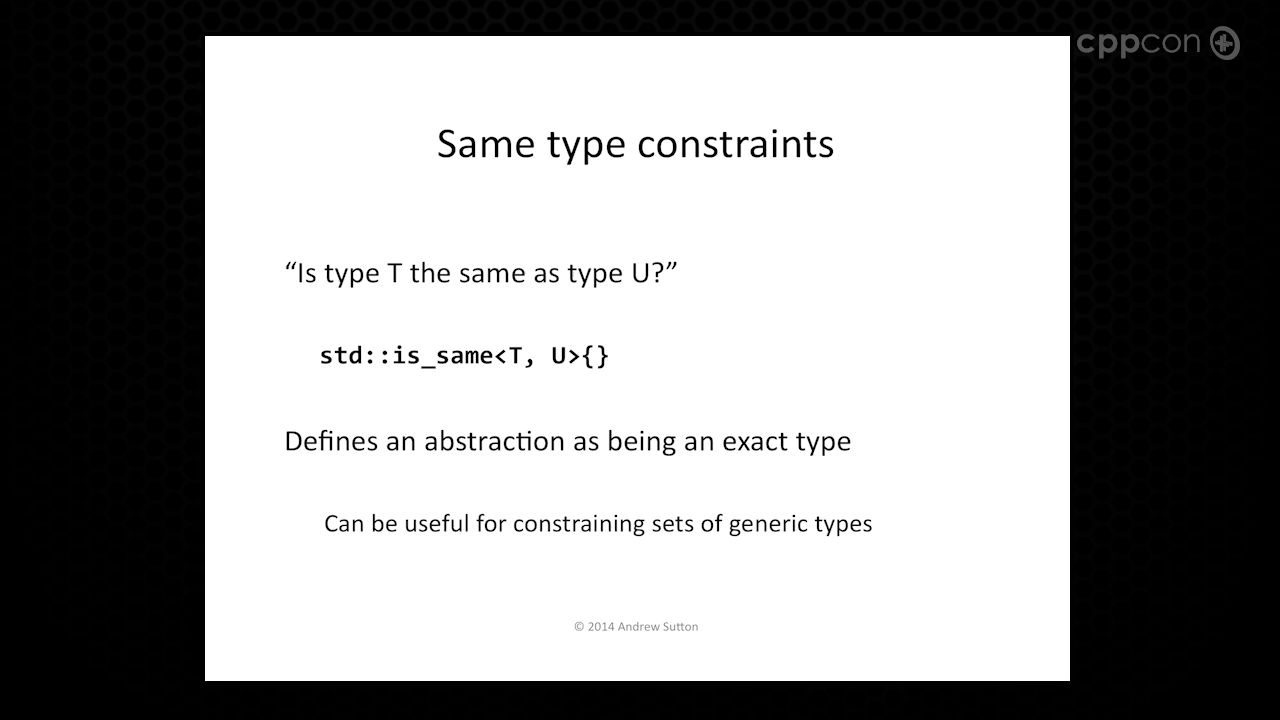 cppcon
Same type constraints
“Is type T the same as type U?”
std::is_same<T, U>{}
Defines an abstraction as being an exact type
Can be useful for constraining sets of generic types
© 2014 Andrew Sutton